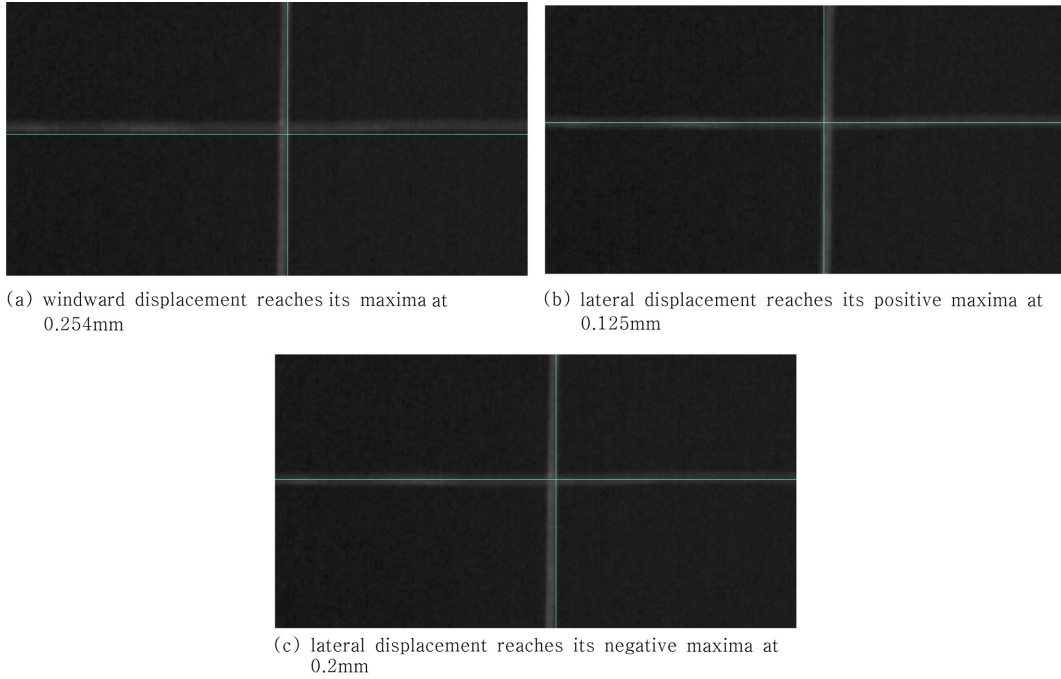 (a) windward displacement reaches its maxima at
0.254mm
(b) lateral displacement reaches its positive maxima at
0.125mm
(c) lateral displacement reaches its negative maxima at
0.2mm